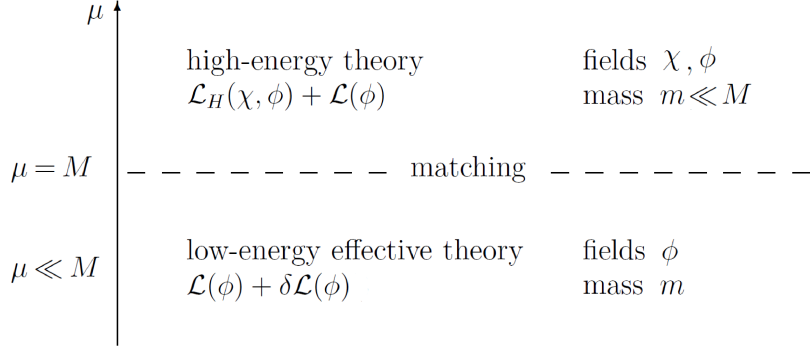 μ
high-energy theory fields χ, φ
ℒ_H(χ, φ) + ℒ(φ) mass m ≪ M
μ = M matching
low-energy effective theory fields φ
μ ≪ M
ℒ(φ) + δℒ(φ) mass m